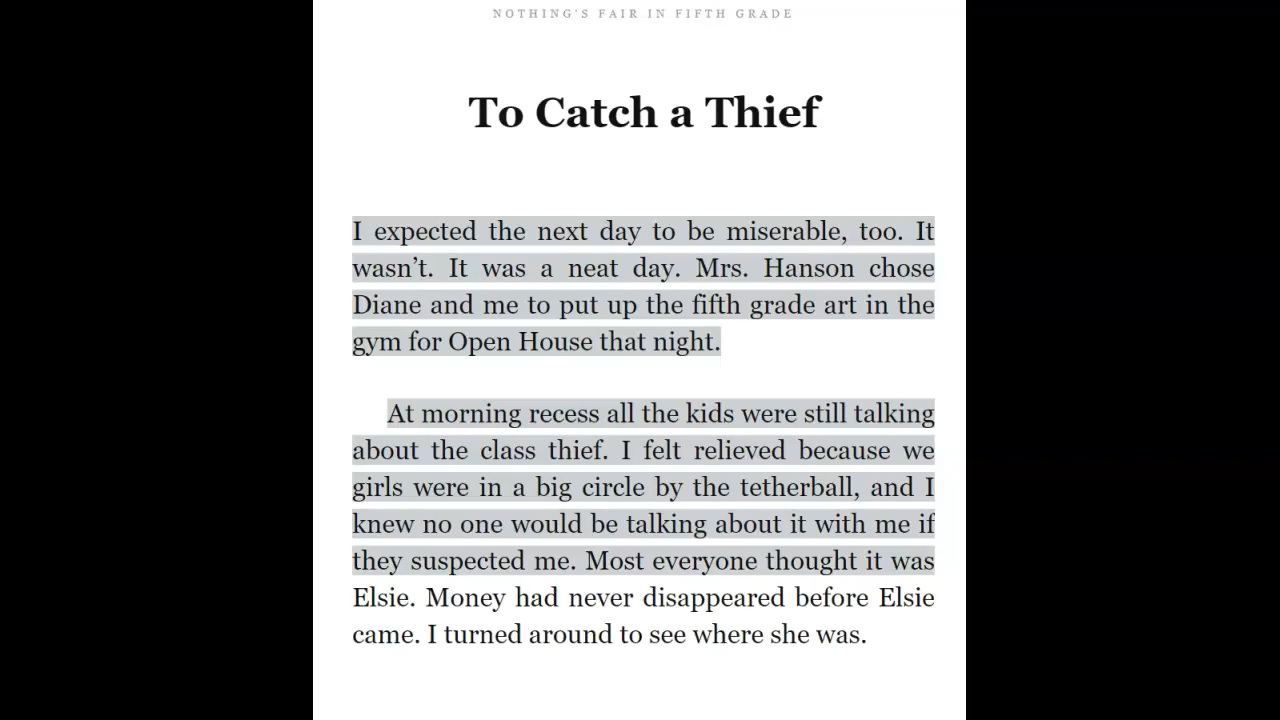 NOTHING'S FAIR IN FIFTH GRADE
To Catch a Thief
I expected the next day to be miserable, too. It
wasn’t. It was a neat day. Mrs. Hanson chose
Diane and me to put up the fifth grade art in the
gym for Open House that night.
At morning recess all the kids were still talking
about the class thief. I felt relieved because we
girls were in a big circle by the tetherball, and I
knew no one would be talking about it with me if
they suspected me. Most everyone thought it was
Elsie. Money had never disappeared before Elsie
came. I turned around to see where she was.